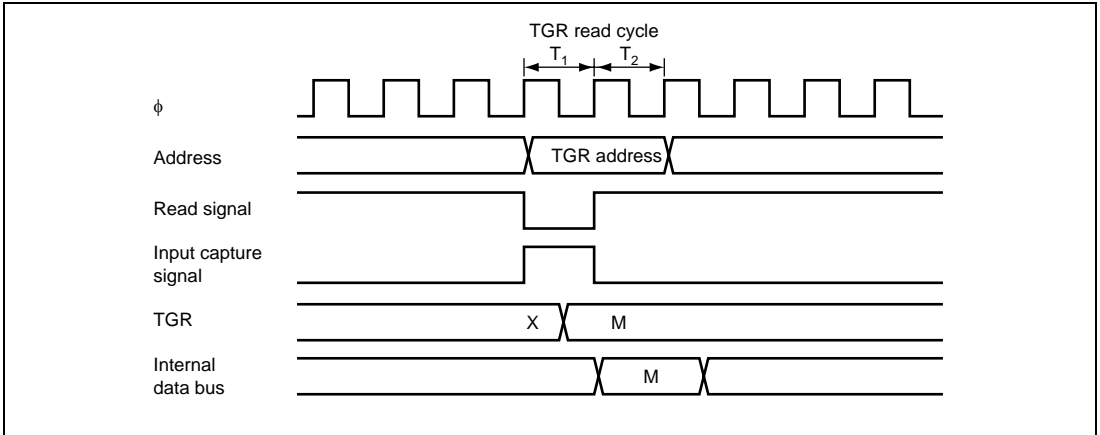 TGR read cycle
T1 T2
ϕ
Address TGR address
Read signal
Input capture
signal
TGR X M
Internal
data bus M